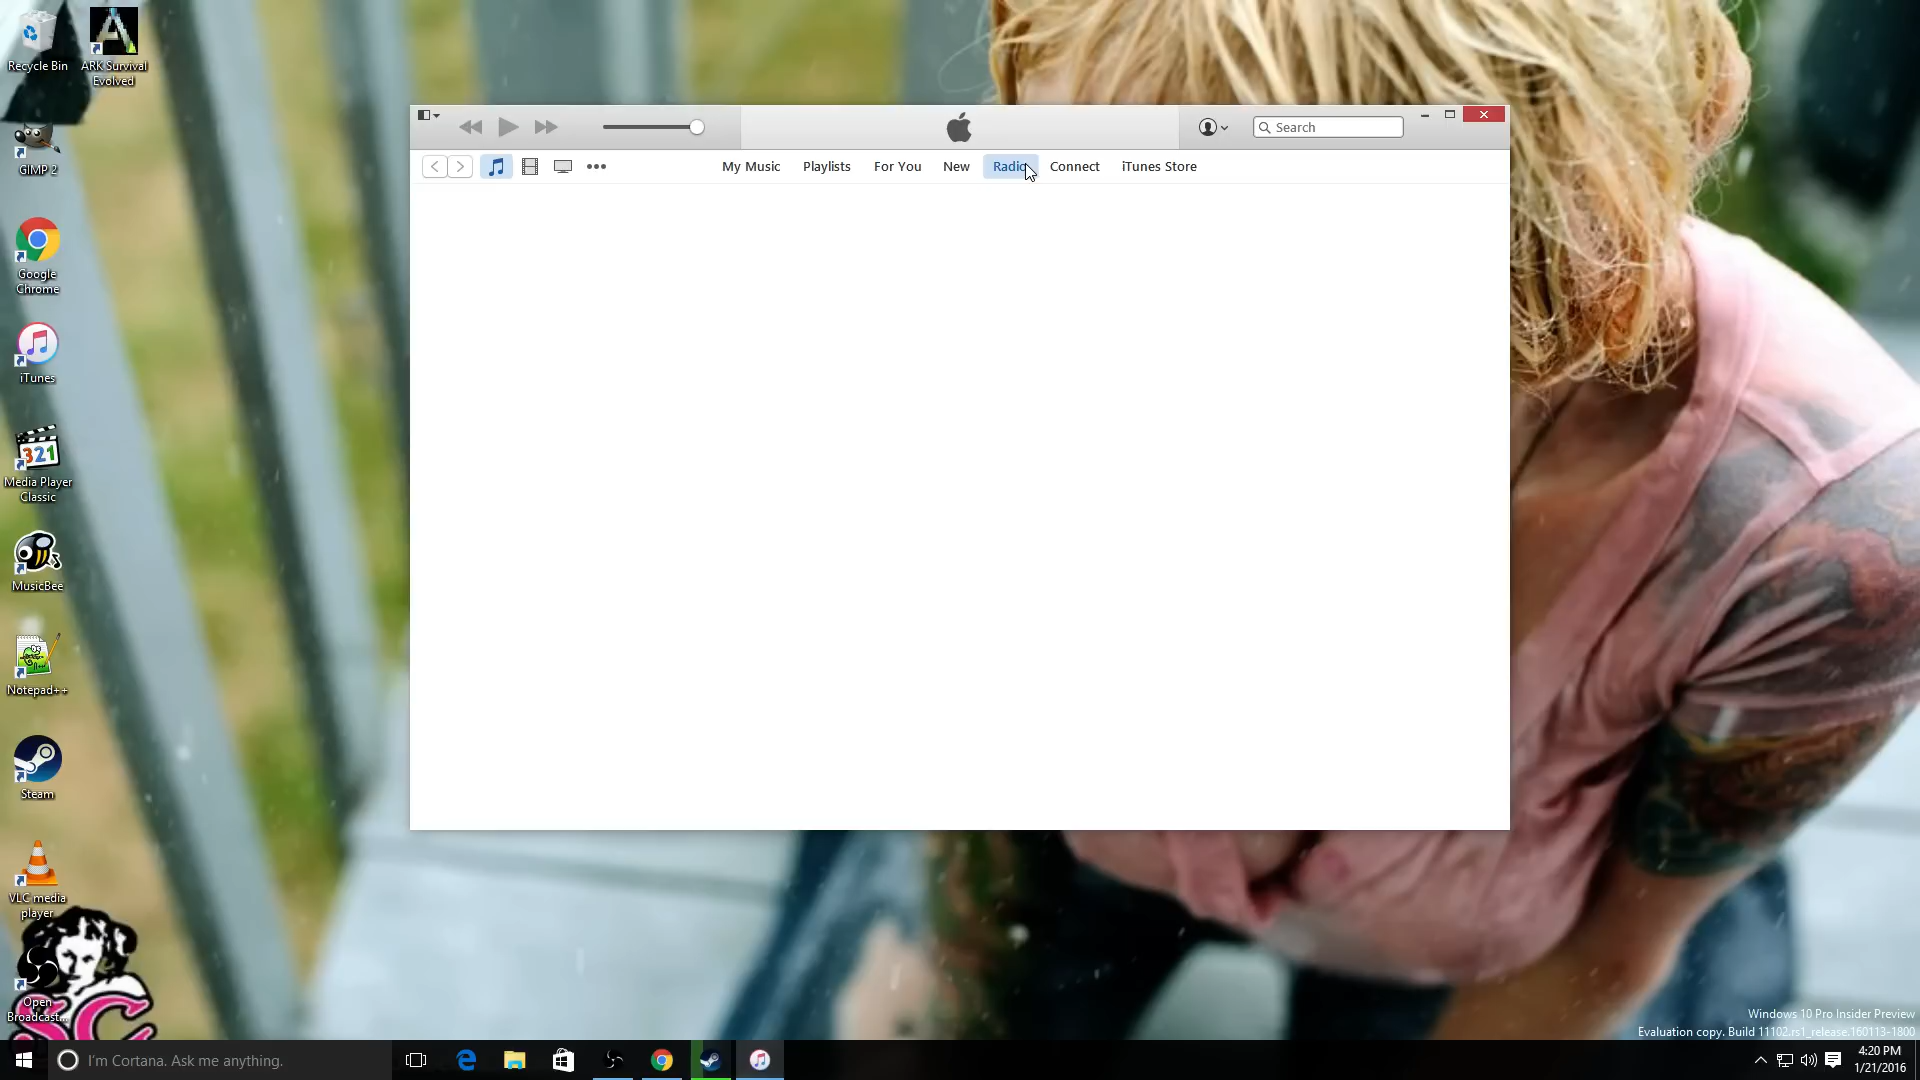 Recycle Bin
ARK Survival
Evolved
GIMP 2
Google
Chrome
iTunes
321
Media Player
Classic
MusicBee
Notepad++
Steam
VLC media
player
Open
Broadcast...
SC
Search
My Music
Playlists
For You
New
Radio
Connect
iTunes Store
Windows 10 Pro Insider Preview
Evaluation copy. Build 11102.rs1_release.160113-1800
I'm Cortana. Ask me anything.
4:20 PM
1/21/2016